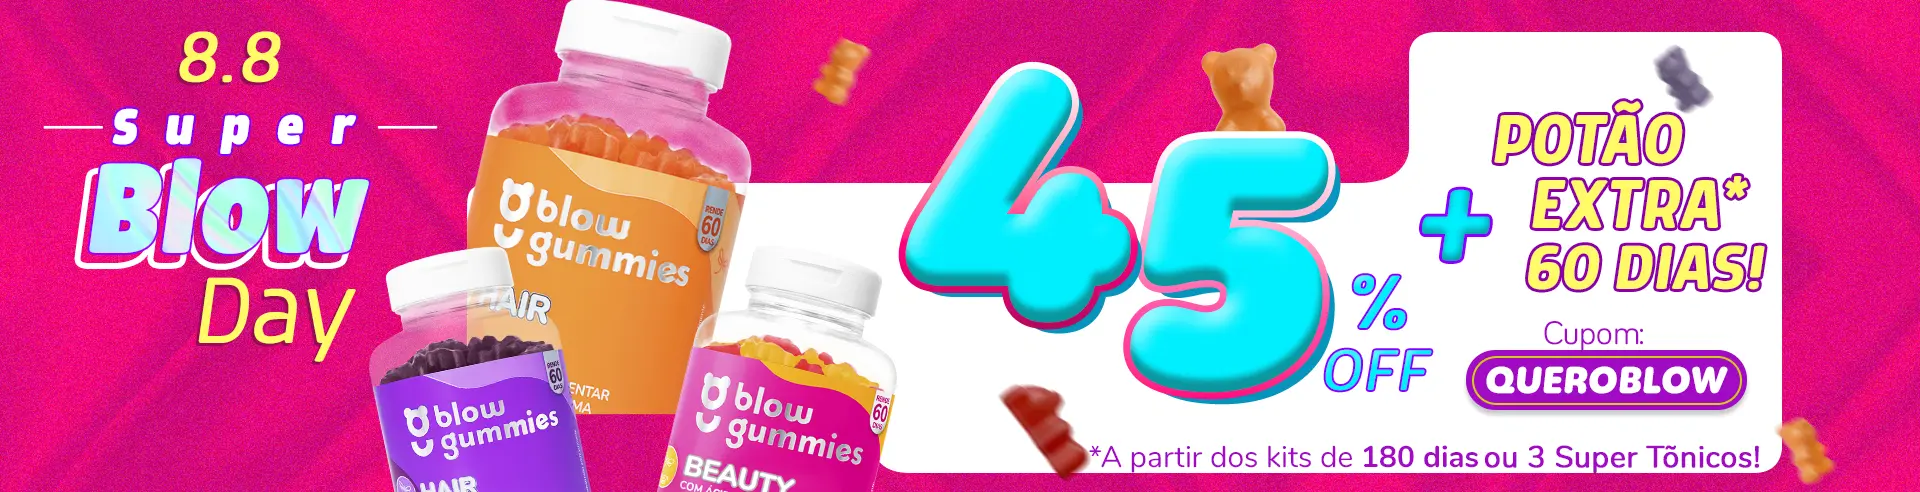 8.8
Super
Blow
Day
blow
gummies
HAIR
RENDE
60
DIAS
blow
gummies
HAIR
RENDE
60
DIAS
blow
gummies
BEAUTY
RENDE
60
DIAS
45
%
OFF
+
POTÃO
EXTRA*
60 DIAS!
Cupom:
QUEROBLOW
*A partir dos kits de 180 dias ou 3 Super Tõnicos!